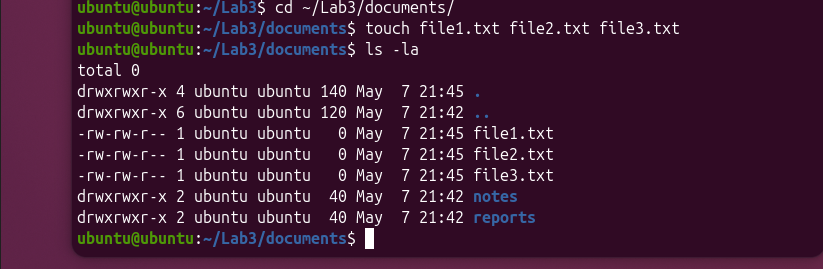 ubuntu@ubuntu:~/Lab3$ cd ~/Lab3/documents/
ubuntu@ubuntu:~/Lab3/documents$ touch file1.txt file2.txt file3.txt
ubuntu@ubuntu:~/Lab3/documents$ ls -la
total 0
drwxrwxr-x 4 ubuntu ubuntu 140 May  7 21:45 .
drwxrwxr-x 6 ubuntu ubuntu 120 May  7 21:42 ..
-rw-rw-r-- 1 ubuntu ubuntu   0 May  7 21:45 file1.txt
-rw-rw-r-- 1 ubuntu ubuntu   0 May  7 21:45 file2.txt
-rw-rw-r-- 1 ubuntu ubuntu   0 May  7 21:45 file3.txt
drwxrwxr-x 2 ubuntu ubuntu  40 May  7 21:42 notes
drwxrwxr-x 2 ubuntu ubuntu  40 May  7 21:42 reports
ubuntu@ubuntu:~/Lab3/documents$